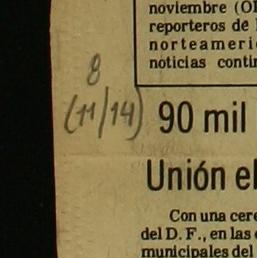 noviembre (OI
reporteros de
norteameri
noticias contin
8
(11/14)
90 mil
Unión el
Con una cere
del D. F., en las
municipales del